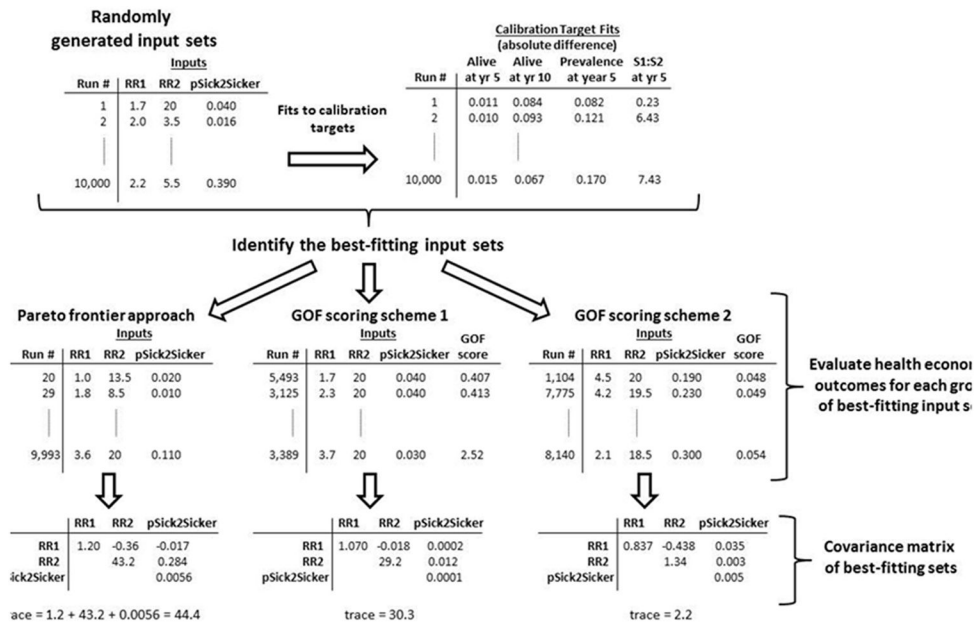 Randomly
generated input sets
Inputs
Run # RR1 RR2 pSick2Sicker
1 1.7 20 0.040
2 2.0 3.5 0.016
10,000 2.2 5.5 0.390
Fits to calibration
targets
Calibration Target Fits
(absolute difference)
Alive Alive Prevalence S1:S2
Run # at yr 5 at yr 10 at year 5 at yr 5
1 0.011 0.084 0.082 0.23
2 0.010 0.093 0.121 6.43
10,000 0.015 0.067 0.170 7.43
Identify the best-fitting input sets
Pareto frontier approach
Inputs
Run # RR1 RR2 pSick2Sicker
20 1.0 13.5 0.020
29 1.8 8.5 0.010
9,993 3.6 20 0.110
GOF scoring scheme 1
Inputs GOF
Run # RR1 RR2 pSick2Sicker score
5,493 1.7 20 0.040 0.407
3,125 2.3 20 0.040 0.413
3,389 3.7 20 0.030 2.52
GOF scoring scheme 2
Inputs GOF
Run # RR1 RR2 pSick2Sicker score
1,104 4.5 20 0.190 0.048
7,775 4.2 19.5 0.230 0.049
8,140 2.1 18.5 0.300 0.054
Evaluate health econo
outcomes for each gro
of best-fitting input s
RR1 RR2 pSick2Sicker
RR1 1.20 -0.36 -0.017
RR2 43.2 0.284
ick2Sicker 0.0056
ace = 1.2 + 43.2 + 0.0056 = 44.4
RR1 RR2 pSick2Sicker
RR1 1.070 -0.018 0.0002
RR2 29.2 0.012
pSick2Sicker 0.0001
trace = 30.3
RR1 RR2 pSick2Sicker
RR1 0.837 -0.438 0.035
RR2 1.34 0.003
pSick2Sicker 0.005
trace = 2.2
Covariance matrix
of best-fitting sets